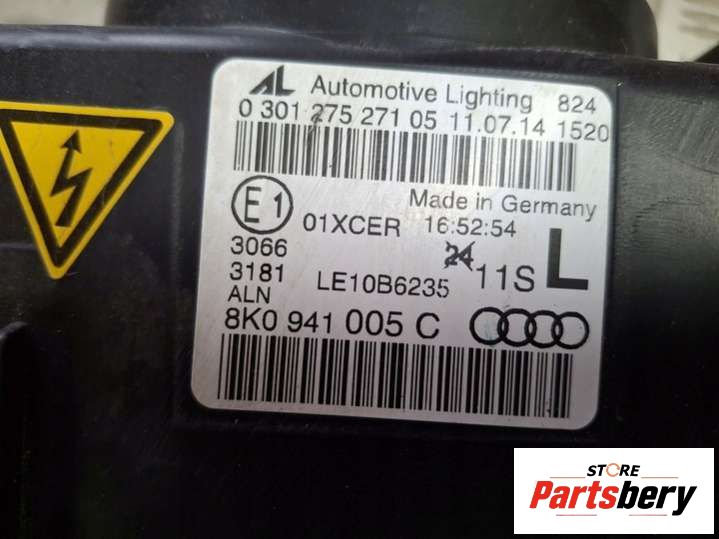 AL Automotive Lighting 824
0 301 275 271 05 11.07.14 1520
Made in Germany
E1 01XCER 16:52:54
3066
24 11S L
3181 LE10B6235
ALN
8K0 941 005 C
STORE
Partsbery